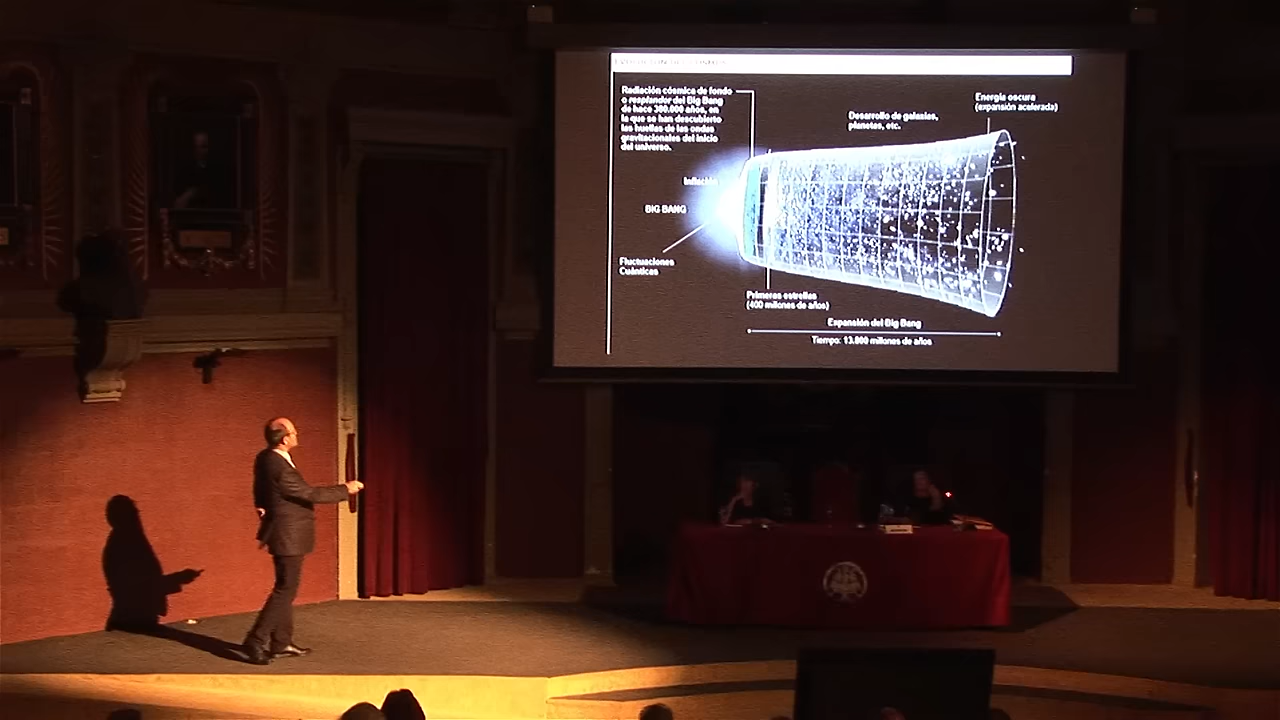 Radiación cósmica de fondo
o resplandor del Big Bang
de hace 380.000 años, en
la que se han descubierto
las huellas de las ondas
gravitacionales del inicio
del universo.
Energía oscura
(expansión acelerada)
Desarrollo de galaxias,
planetas, etc.
Inflación
BIG BANG
Fluctuaciones
Cuánticas
Primeras estrellas
(400 millones de años)
Expansión del Big Bang
Tiempo: 13.800 millones de años